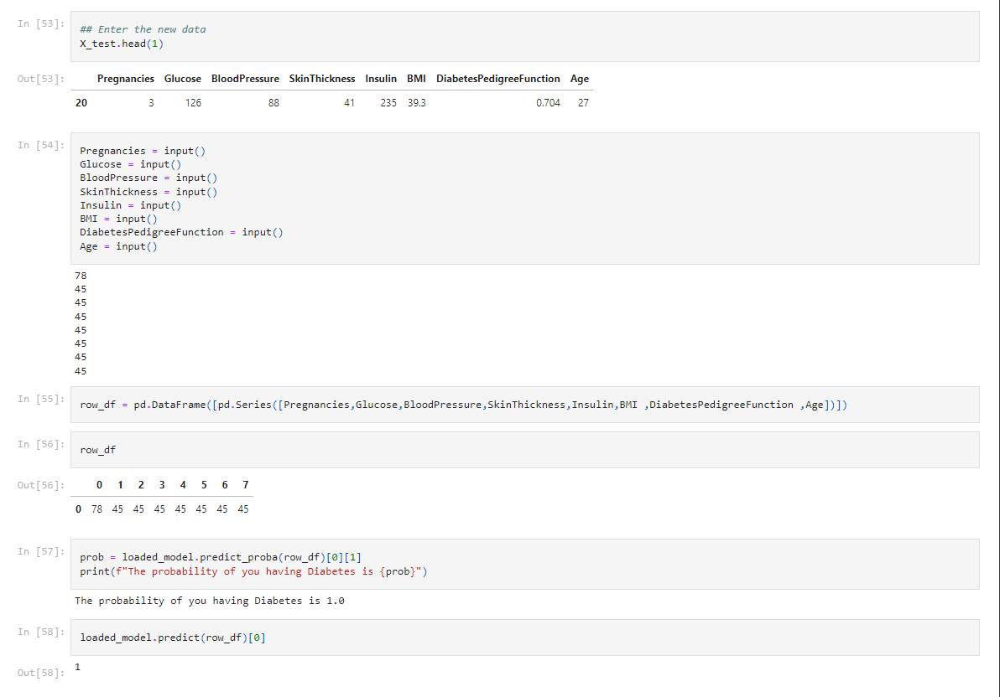 In [53]:
## Enter the new data
X_test.head(1)
Out[53]:
Pregnancies Glucose BloodPressure SkinThickness Insulin BMI DiabetesPedigreeFunction Age
20 3 126 88 41 235 39.3 0.704 27
In [54]:
Pregnancies = input()
Glucose = input()
BloodPressure = input()
SkinThickness = input()
Insulin = input()
BMI = input()
DiabetesPedigreeFunction = input()
Age = input()
78
45
45
45
45
45
45
45
In [55]:
row_df = pd.DataFrame([pd.Series([Pregnancies,Glucose,BloodPressure,SkinThickness,Insulin,BMI ,DiabetesPedigreeFunction ,Age])])
In [56]:
row_df
Out[56]:
0 1 2 3 4 5 6 7
0 78 45 45 45 45 45 45 45
In [57]:
prob = loaded_model.predict_proba(row_df)[0][1]
print(f"The probability of you having Diabetes is {prob}")
The probability of you having Diabetes is 1.0
In [58]:
loaded_model.predict(row_df)[0]
Out[58]:
1